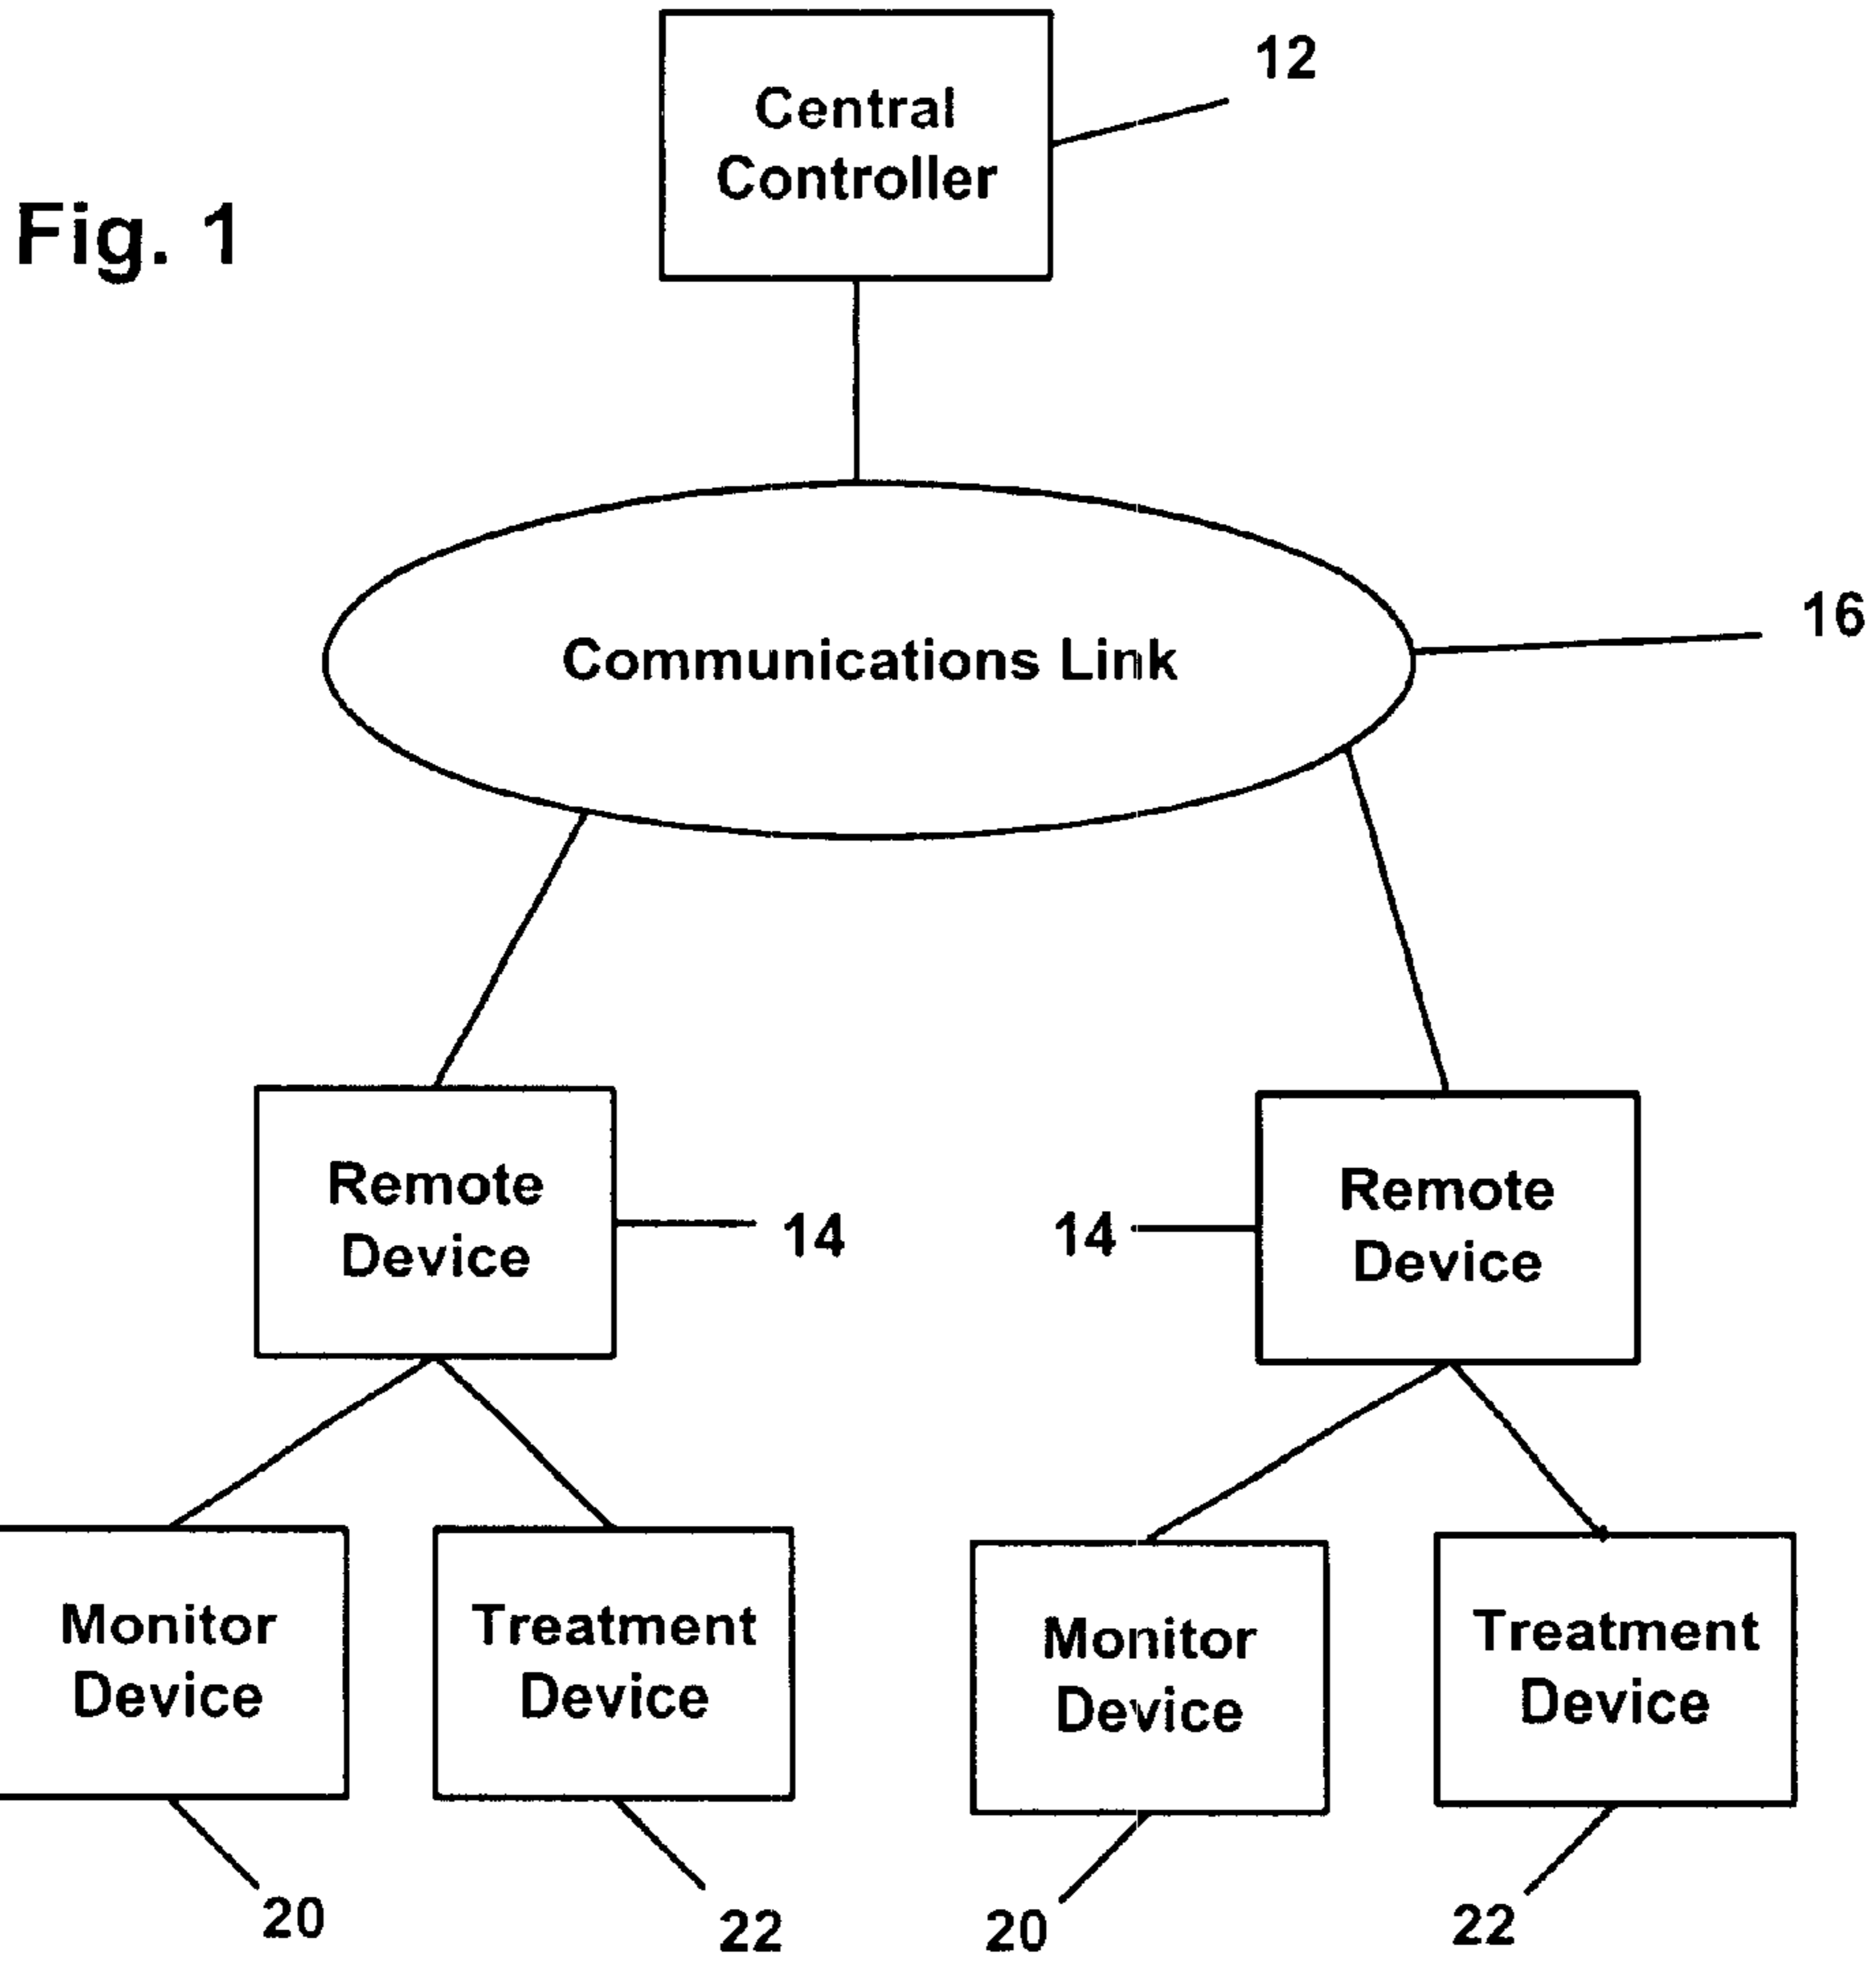 Fig. 1
Central
Controller
12
Communications Link
16
Remote
Device
14
14
Remote
Device
Monitor
Device
Treatment
Device
Monitor
Device
Treatment
Device
20
22
20
22